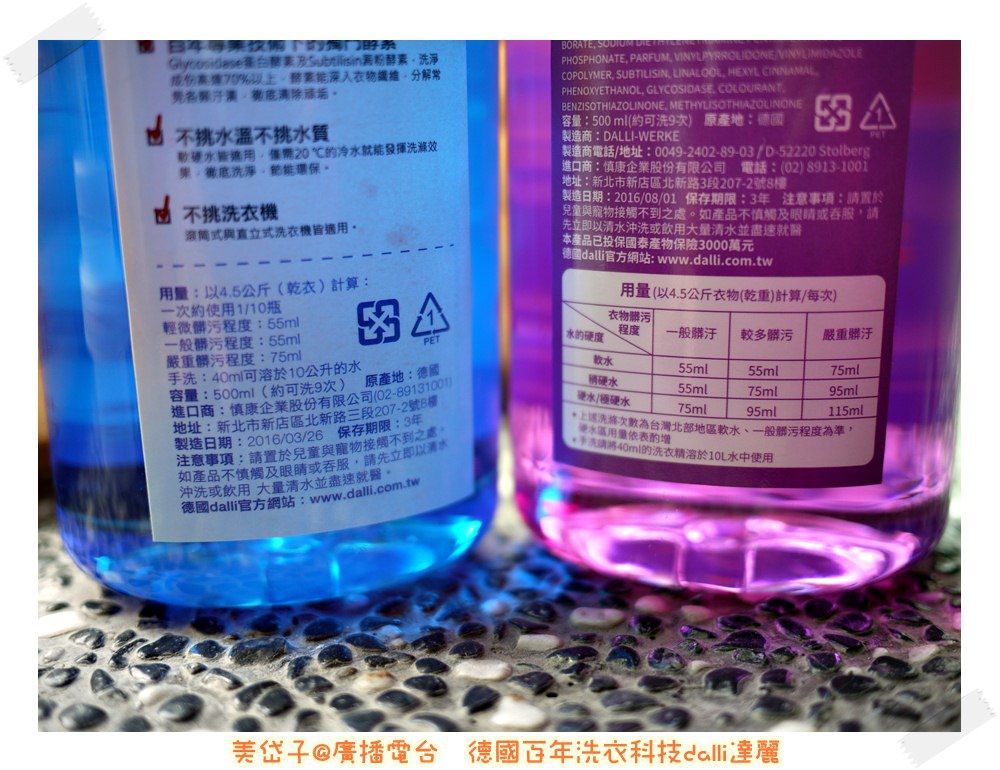 百年專業技術下的獨門酵素
Glycosidase蛋白酵素及Subtilisin澱粉酵素,洗淨
成份素達70%以上,酵素能深入衣物纖維,分解常
見各類汙漬,徹底清除頑垢。
不挑水溫不挑水質
軟硬水皆適用,僅需20 ℃的冷水就能發揮洗滌效
果,徹底洗淨,節能環保。
不挑洗衣機
滾筒式與直立式洗衣機皆適用。
用量:以4.5公斤(乾衣)計算:
一次約使用1/10瓶
輕微髒污程度:55ml
一般髒污程度:55ml
嚴重髒污程度:75ml
手洗:40ml可溶於10公升的水
容量:500ml(約可洗9次) 原產地:德國
進口商:慎康企業股份有限公司(02-89131001)
地址:新北市新店區北新路三段207-2號8樓
製造日期:2016/03/26 保存期限:3年
注意事項:請置於兒童與寵物接觸不到之處。
如產品不慎觸及眼睛或吞服,請先立即以清水
沖洗或飲用 大量清水並盡速就醫。
德國dalli官方網站:www.dalli.com.tw
1
PET
BORATE, SODIUM DIETHYLENETRIAMINE
PHOSPHONATE, PARFUM, VINYLPYRROLIDONE/VINYLIMIDAZOLE
COPOLYMER, SUBTILISIN, LINALOOL, HEXYL CINNAMAL,
PHENOXYETHANOL, GLYCOSIDASE, COLOURANT,
BENZISOTHIAZOLINONE, METHYLISOTHIAZOLINONE
容量:500 ml(約可洗9次) 原產地:德國
製造商:DALLI-WERKE
製造商電話/地址:0049-2402-89-03 / D-52220 Stolberg
進口商:慎康企業股份有限公司 電話:(02) 8913-1001
地址:新北市新店區北新路3段207-2號8樓
製造日期:2016/08/01 保存期限:3年 注意事項:請置於
兒童與寵物接觸不到之處。如產品不慎觸及眼睛或吞服,請
先立即以清水沖洗或飲用大量清水並盡速就醫
本產品已投保國泰產物保險3000萬元
德國dalli官方網站: www.dalli.com.tw
1
PET
用量(以4.5公斤衣物(乾重)計算/每次)
衣物髒污程度 水的硬度 一般髒汙 較多髒污 嚴重髒汙
軟水 55ml 55ml 75ml
稍硬水 55ml 75ml 95ml
硬水/極硬水 75ml 95ml 115ml
•上述洗滌次數為台灣北部地區軟水、一般髒污程度為準,
硬水區用量依表酌增
•手洗請將40ml的洗衣精溶於10L水中使用
美岱子@廣播電台 德國百年洗衣科技dalli達麗